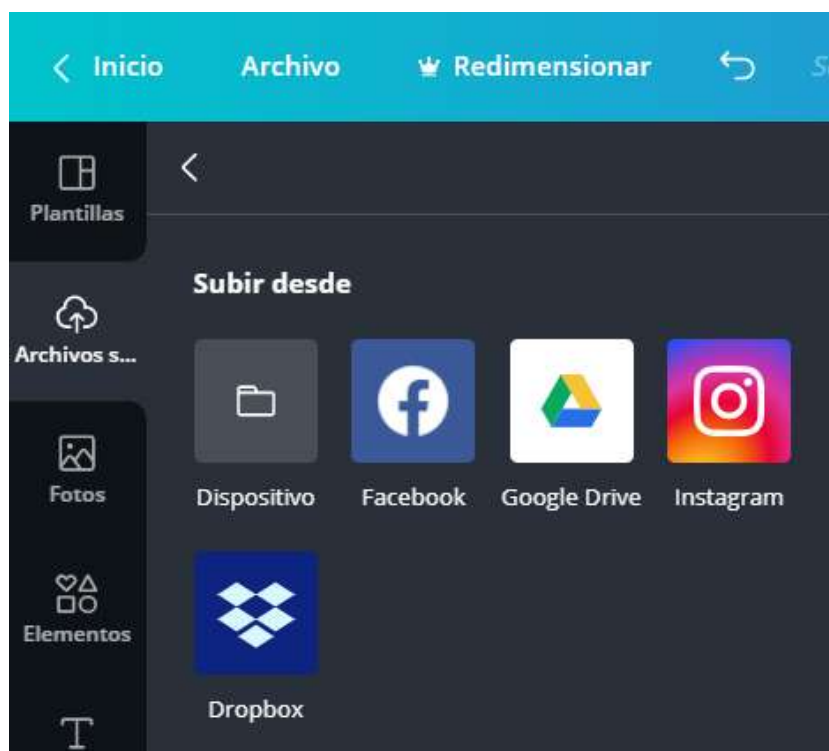 Inicio Archivo Redimensionar
Plantillas
Subir desde
Archivos s...
Dispositivo Facebook Google Drive Instagram
Fotos
Elementos
Dropbox